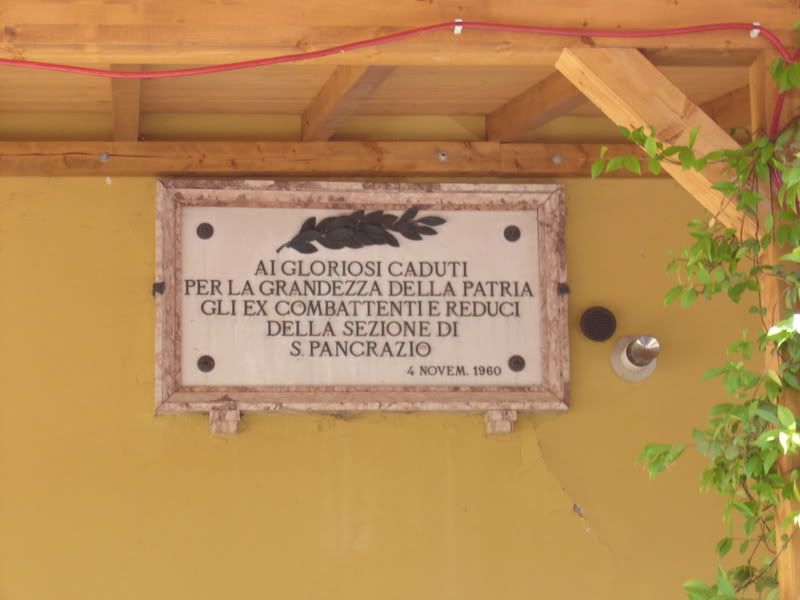 AI GLORIOSI CADUTI
PER LA GRANDEZZA DELLA PATRIA
GLI EX COMBATTENTI E REDUCI
DELLA SEZIONE DI
S. PANCRAZIO
4 NOVEM. 1960